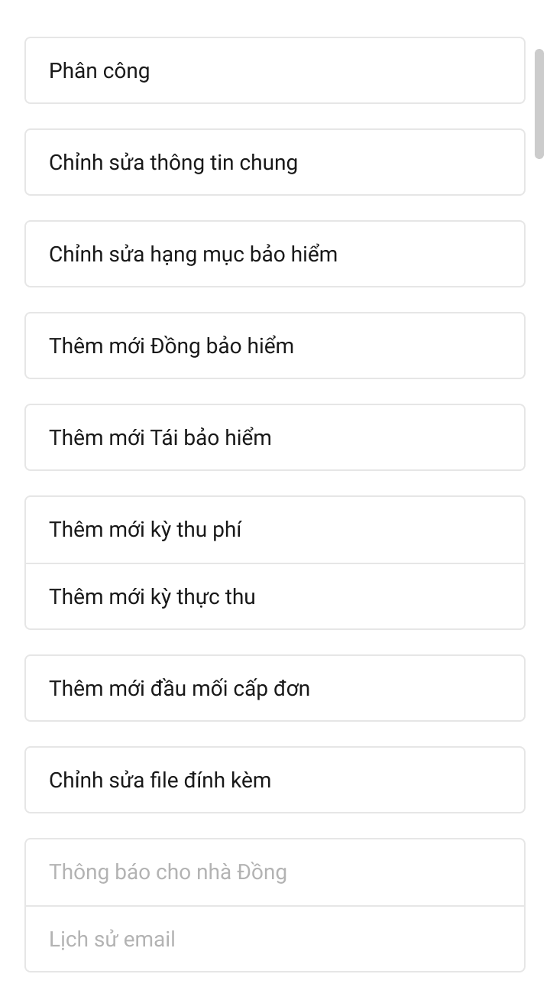 Phân công
Chỉnh sửa thông tin chung
Chỉnh sửa hạng mục bảo hiểm
Thêm mới Đồng bảo hiểm
Thêm mới Tái bảo hiểm
Thêm mới kỳ thu phí
Thêm mới kỳ thực thu
Thêm mới đầu mối cấp đơn
Chỉnh sửa file đính kèm
Thông báo cho nhà Đồng
Lịch sử email